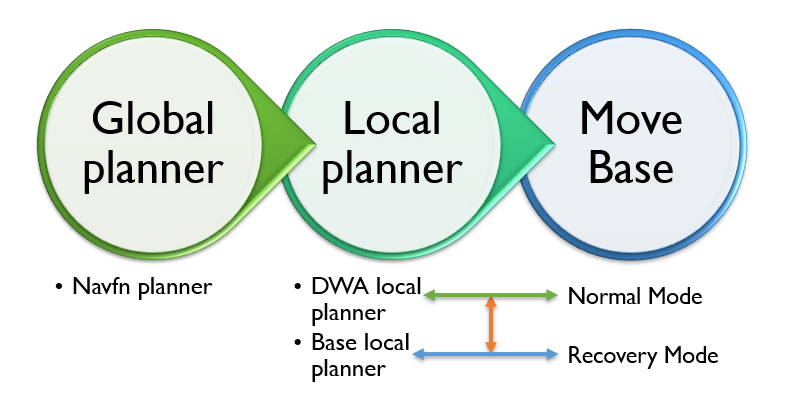 Global
planner
Local
planner
Move
Base
• Navfn planner
• DWA local
planner
• Base local
planner
Normal Mode
Recovery Mode